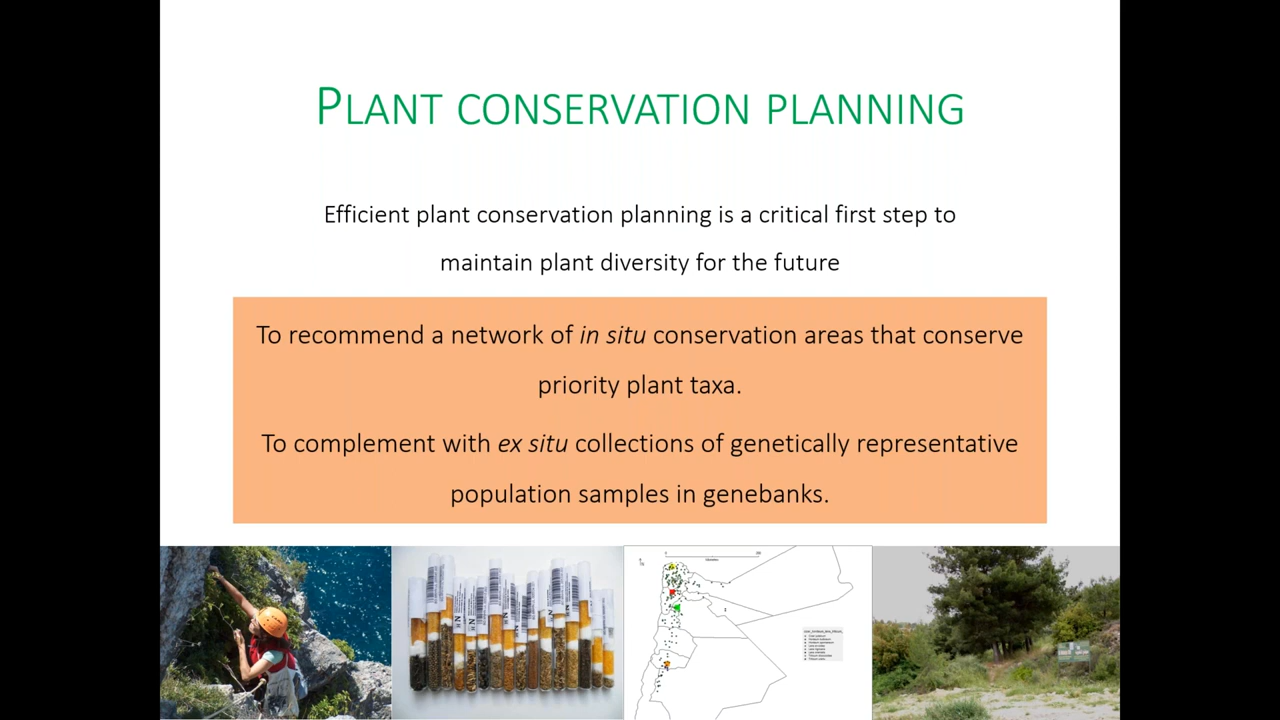 PLANT CONSERVATION PLANNING
Efficient plant conservation planning is a critical first step to
maintain plant diversity for the future
To recommend a network of in situ conservation areas that conserve
priority plant taxa.
To complement with ex situ collections of genetically representative
population samples in genebanks.